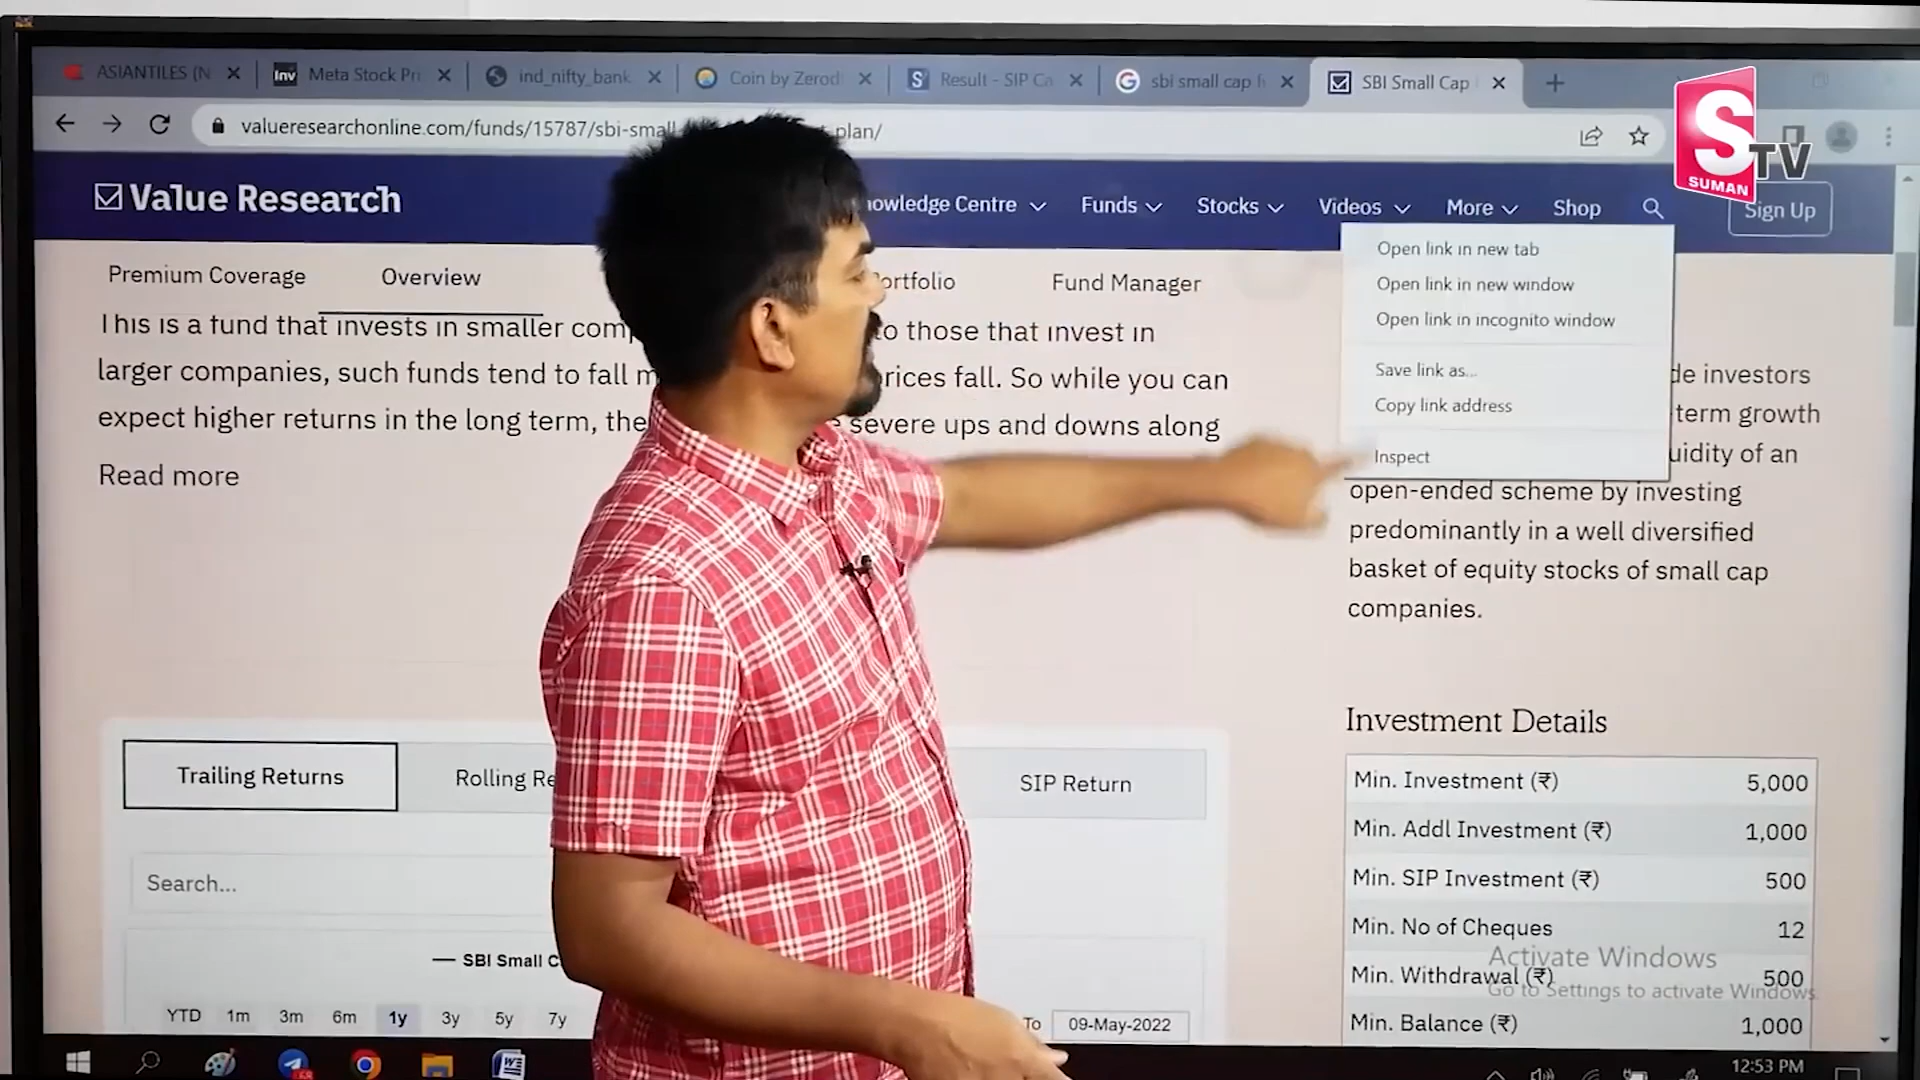 ASIANTILES (N
Inv Meta Stock Pri
ind_nifty_bank
Coin by Zerod
S Result - SIP Ca
G sbi small cap f
SBI Small Cap
valueresearchonline.com/funds/15787/sbi-small
plan/
S TV
SUMAN
Value Research
nowledge Centre
Funds
Stocks
Videos
More
Shop
Sign Up
Premium Coverage
Overview
ortfolio
Fund Manager
Open link in new tab
Open link in new window
Open link in incognito window
Save link as...
Copy link address
Inspect
This is a fund that invests in smaller com to those that invest in
larger companies, such funds tend to fall m rices fall. So while you can
expect higher returns in the long term, the severe ups and downs along
Read more
de investors
term growth
uidity of an
open-ended scheme by investing
predominantly in a well diversified
basket of equity stocks of small cap
companies.
Trailing Returns
Rolling Re
SIP Return
Search...
SBI Small C
YTD 1m 3m 6m 1y 3y 5y 7y
To 09-May-2022
Investment Details
Min. Investment (₹) 5,000
Min. Addl Investment (₹) 1,000
Min. SIP Investment (₹) 500
Min. No of Cheques 12
Min. Withdrawal (₹) 500
Min. Balance (₹) 1,000
Activate Windows
Go to Settings to activate Windows.
12:53 PM